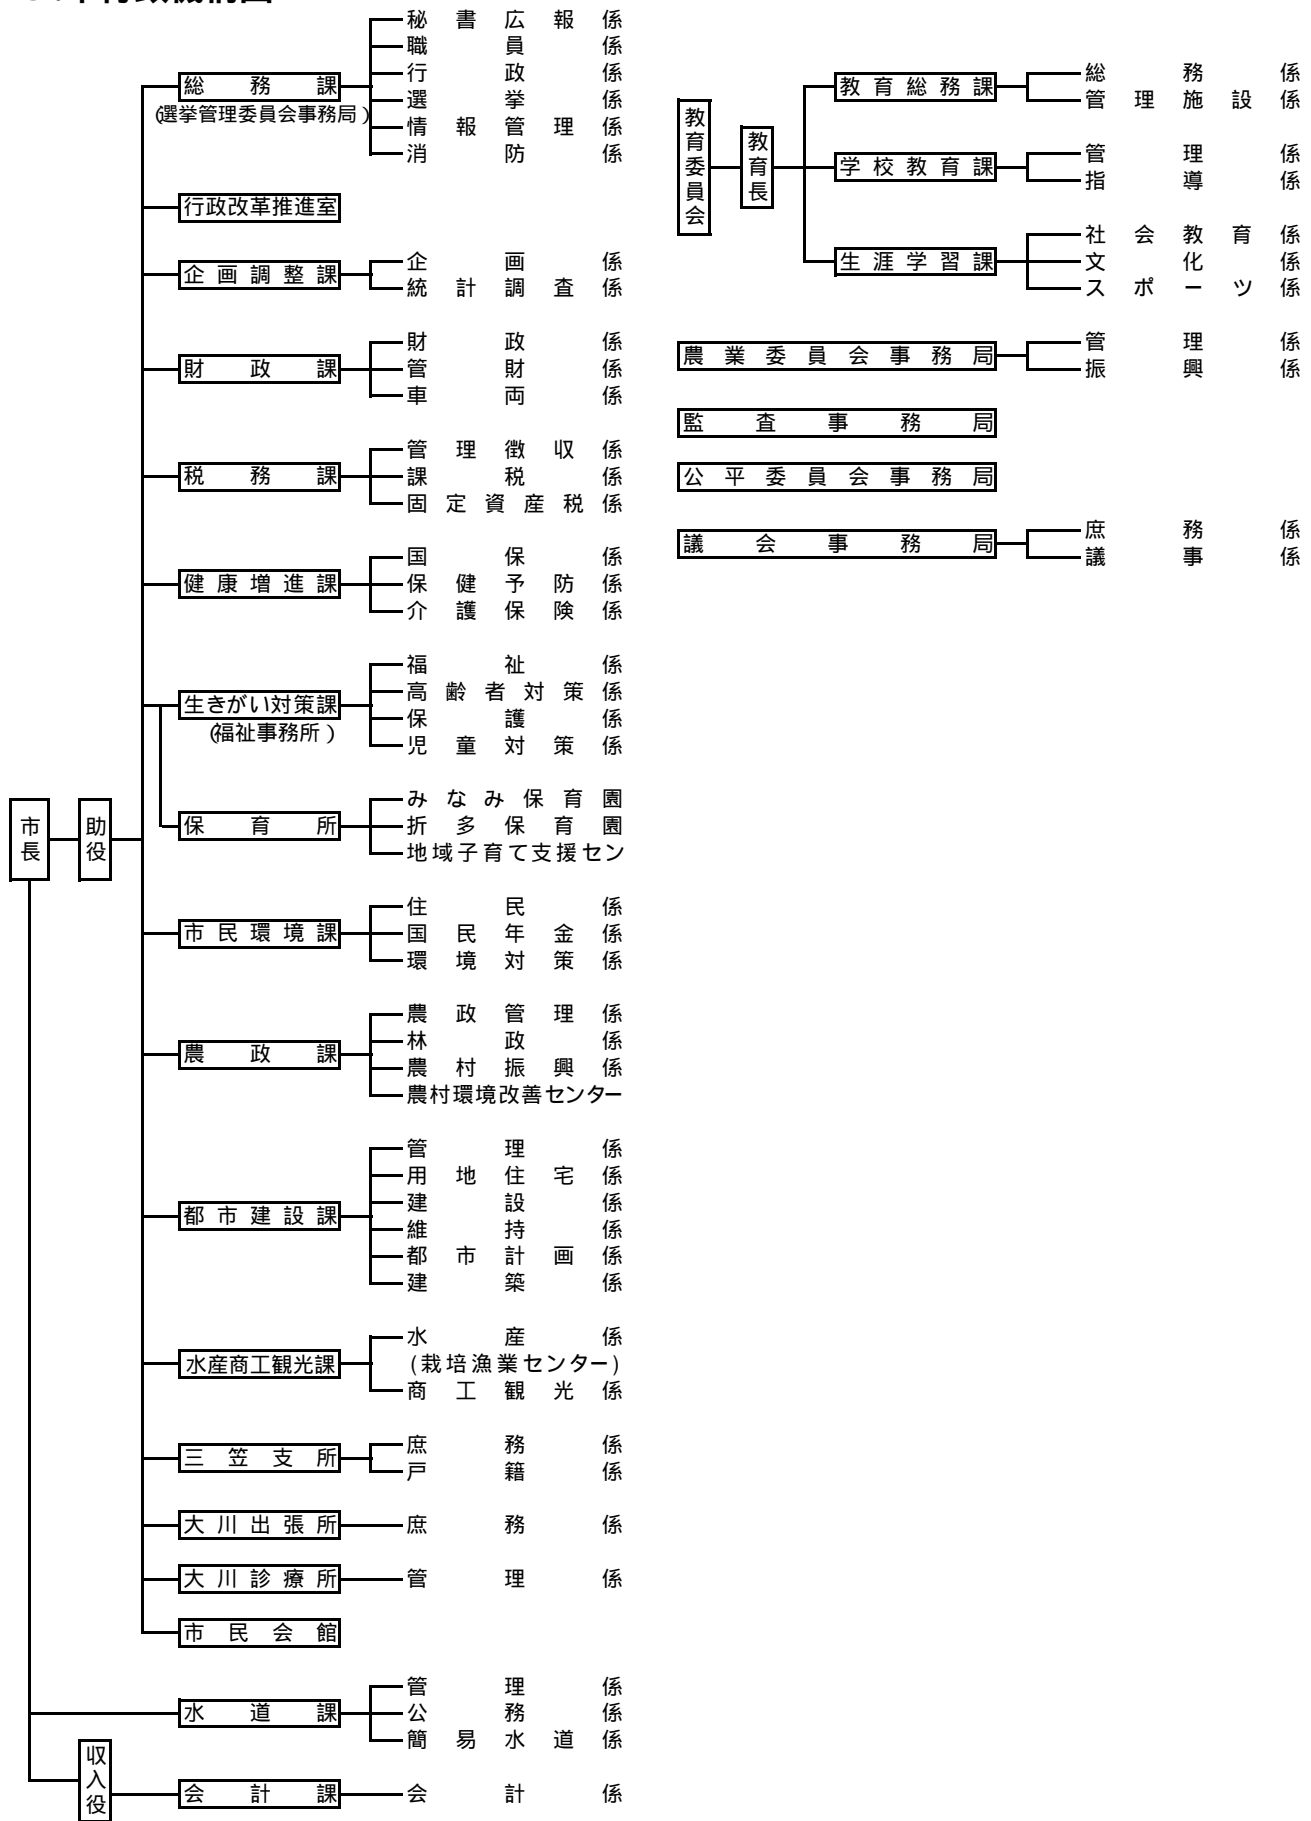 秘書広報係
職員係
総務課
行政係
(選挙管理委員会事務局)
選挙係
情報管理係
消防係
行政改革推進室
企画調整課
企画係
統計調査係
財政課
財政係
管財係
車両係
税務課
管理徴収係
課税係
固定資産税係
健康増進課
国保係
保健予防係
介護保険係
生きがい対策課
(福祉事務所)
福祉係
高齢者対策係
保護係
児童対策係
市長
助役
保育所
みなみ保育園
折多保育園
地域子育て支援セン
市民環境課
住民係
国民年金係
環境対策係
農政課
農政管理係
林政係
農村振興係
農村環境改善センター
都市建設課
管理係
用地住宅係
建設係
維持係
都市計画係
建築係
水産商工観光課
水産係
(栽培漁業センター)
商工観光係
三笠支所
庶務係
戸籍係
大川出張所
庶務係
大川診療所
管理係
市民会館
水道課
管理係
公務係
簡易水道係
収入役
会計課
会計係
教育委員会
教育長
教育総務課
総務係
管理施設係
学校教育課
管理係
指導係
生涯学習課
社会教育係
文化係
スポーツ係
農業委員会事務局
管理係
振興係
監査事務局
公平委員会事務局
議会事務局
庶務係
議事係